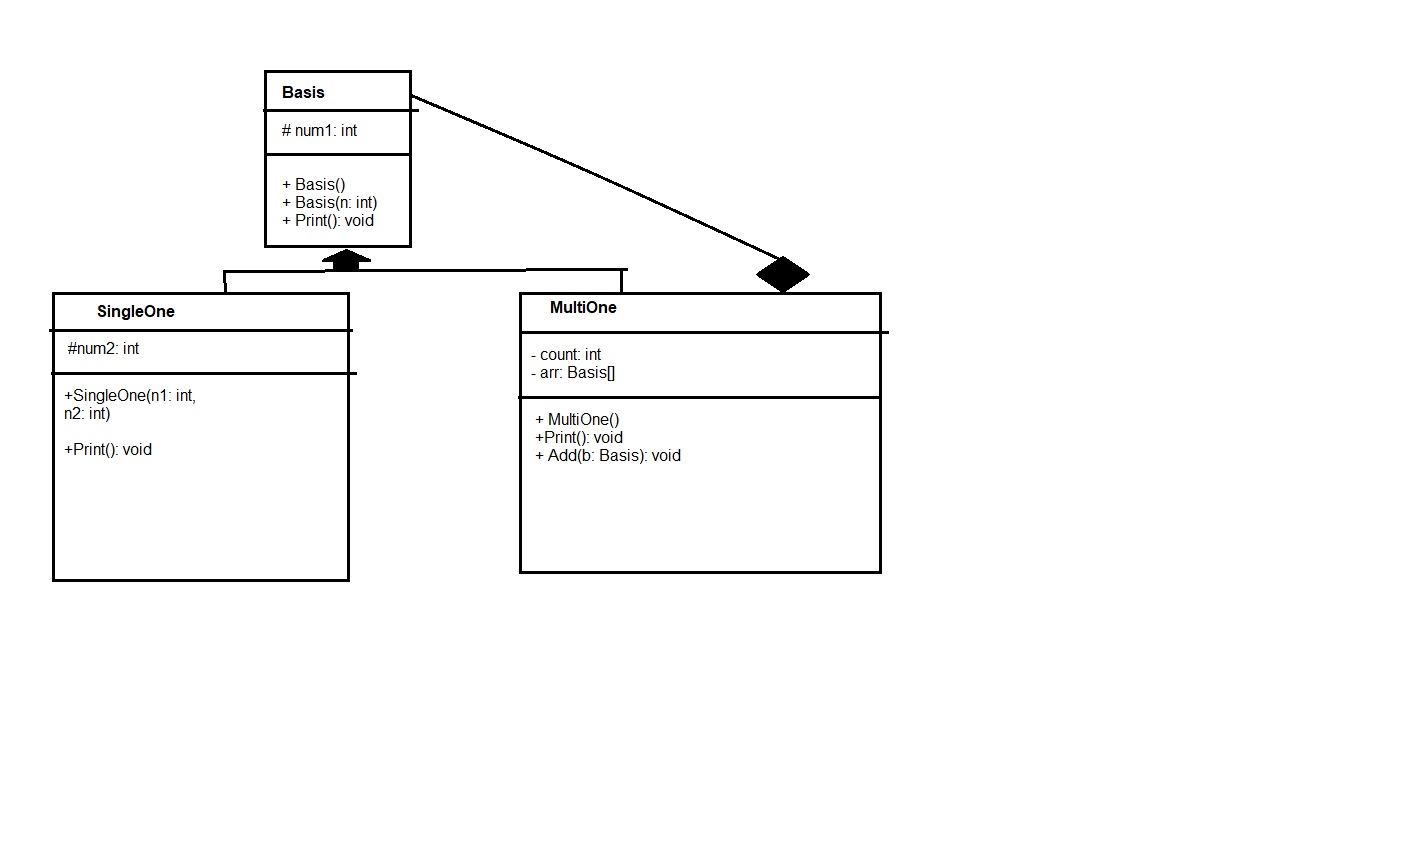 Basis
# num1: int
+ Basis()
+ Basis(n: int)
+ Print(): void
SingleOne
#num2: int
+SingleOne(n1: int,
n2: int)
+Print(): void
MultiOne
- count: int
- arr: Basis[]
+ MultiOne()
+Print(): void
+ Add(b: Basis): void